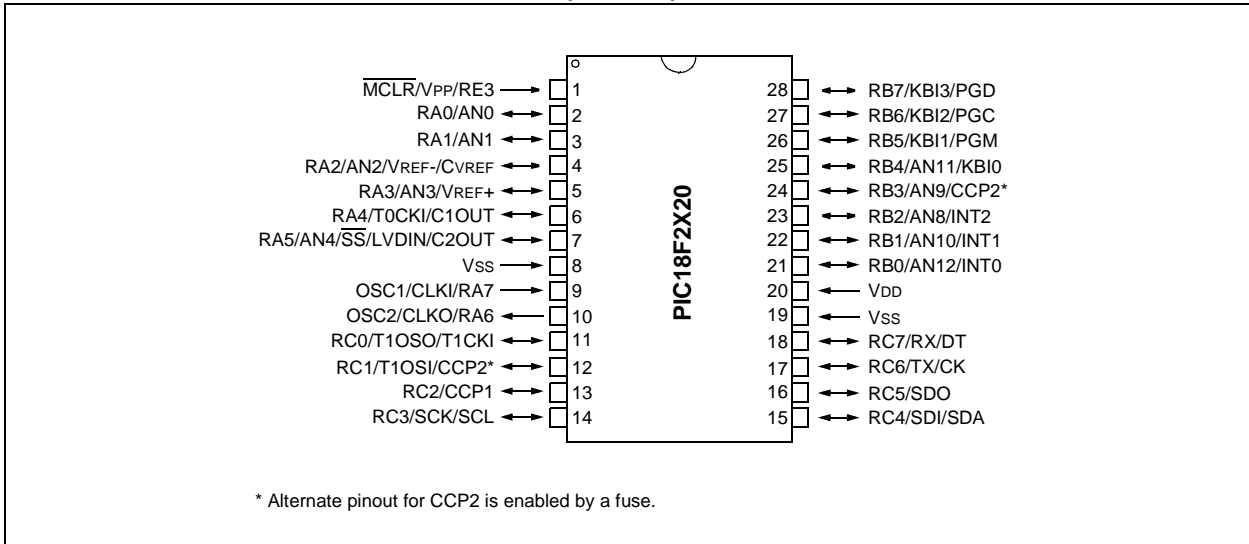 MCLR/VPP/RE3 1 28 RB7/KBI3/PGD
RA0/AN0 2 27 RB6/KBI2/PGC
RA1/AN1 3 26 RB5/KBI1/PGM
RA2/AN2/VREF-/CVREF 4 25 RB4/AN11/KBI0
RA3/AN3/VREF+ 5 24 RB3/AN9/CCP2*
RA4/T0CKI/C1OUT 6 23 RB2/AN8/INT2
RA5/AN4/SS/LVDIN/C2OUT 7 22 RB1/AN10/INT1
VSS 8 21 RB0/AN12/INT0
OSC1/CLKI/RA7 9 20 VDD
OSC2/CLKO/RA6 10 19 VSS
RC0/T1OSO/T1CKI 11 18 RC7/RX/DT
RC1/T1OSI/CCP2* 12 17 RC6/TX/CK
RC2/CCP1 13 16 RC5/SDO
RC3/SCK/SCL 14 15 RC4/SDI/SDA
PIC18F2X20
* Alternate pinout for CCP2 is enabled by a fuse.